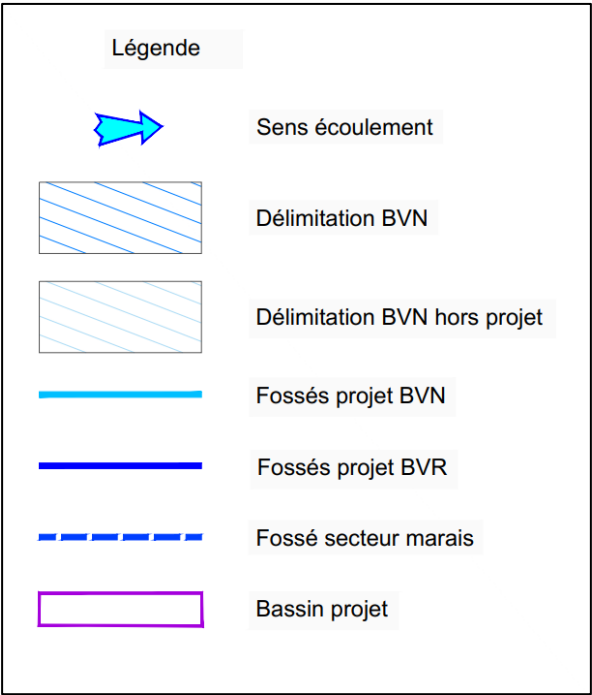 Légende
Sens écoulement
Délimitation BVN
Délimitation BVN hors projet
Fossés projet BVN
Fossés projet BVR
Fossé secteur marais
Bassin projet